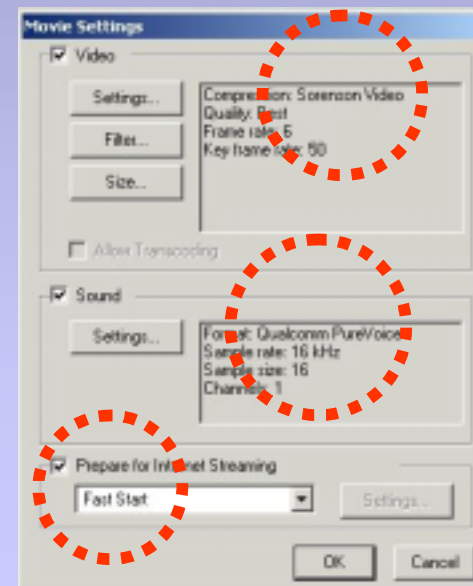 Movie Settings
Video
Settings...
Filter...
Size...
Compression: Sorenson Video
Quality: Best
Frame rate: 6
Key frame rate: 50
Allow Transcoding
Sound
Settings...
Format: Qualcomm PureVoice
Sample rate: 16 kHz
Sample size: 16
Channels: 1
Prepare for Internet Streaming
Fast Start
Settings...
OK
Cancel